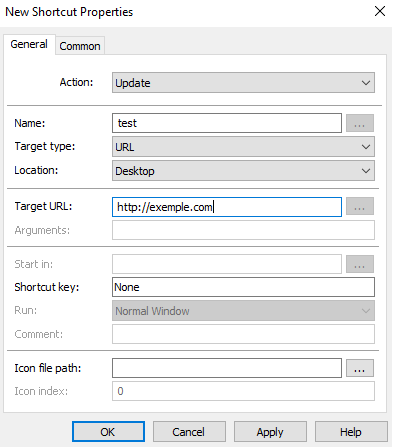 New Shortcut Properties
General Common
Action: Update
Name: test ...
Target type: URL
Location: Desktop
Target URL: http://exemple.com ...
Arguments:
Start in: ...
Shortcut key: None
Run: Normal Window
Comment:
Icon file path: ...
Icon index: 0
OK Cancel Apply Help